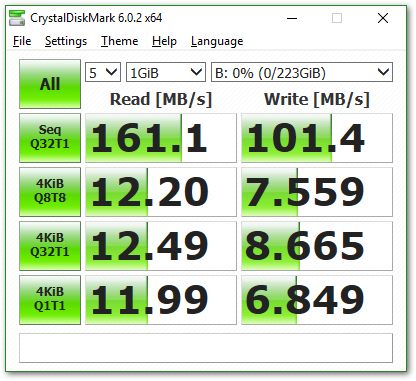 CrystalDiskMark 6.0.2 x64
File Settings Theme Help Language
All 5 1GiB B: 0% (0/223GiB)
Read [MB/s] Write [MB/s]
Seq
Q32T1 161.1 101.4
4KiB
Q8T8 12.20 7.559
4KiB
Q32T1 12.49 8.665
4KiB
Q1T1 11.99 6.849